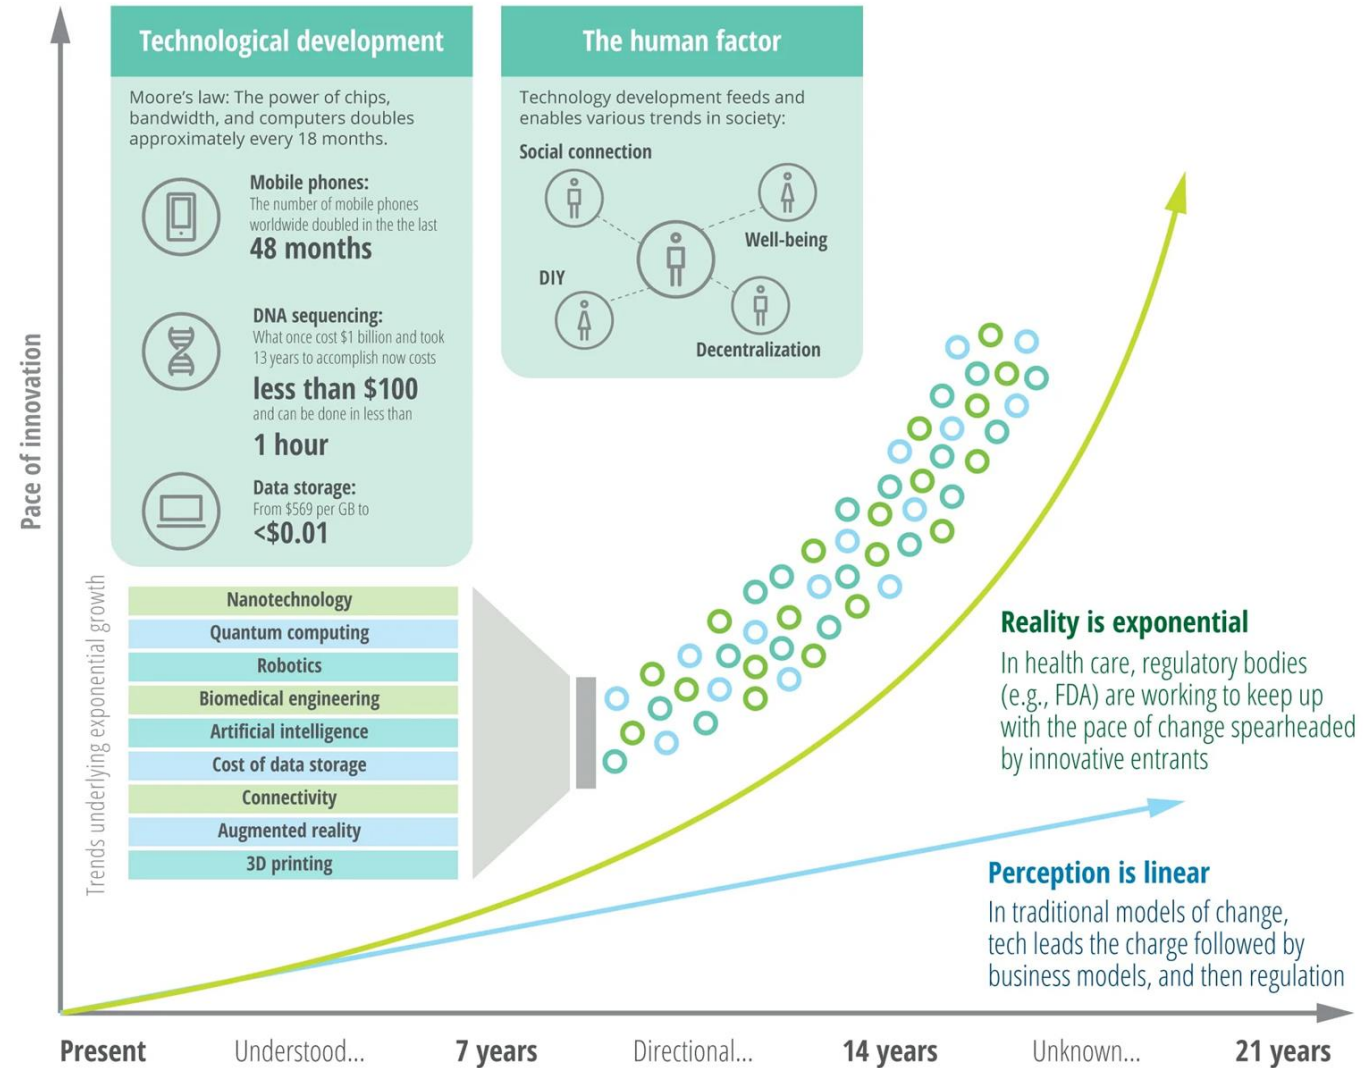 Technological development
Moore's law: The power of chips,
bandwidth, and computers doubles
approximately every 18 months.
Mobile phones:
The number of mobile phones
worldwide doubled in the the last
48 months
DNA sequencing:
What once cost $1 billion and took
13 years to accomplish now costs
less than $100
and can be done in less than
1 hour
Data storage:
From $569 per GB to
<$0.01
The human factor
Technology development feeds and
enables various trends in society:
Social connection
Well-being
DIY
Decentralization
Pace of innovation
Trends underlying exponential growth
Nanotechnology
Quantum computing
Robotics
Biomedical engineering
Artificial intelligence
Cost of data storage
Connectivity
Augmented reality
3D printing
Reality is exponential
In health care, regulatory bodies
(e.g., FDA) are working to keep up
with the pace of change spearheaded
by innovative entrants
Perception is linear
In traditional models of change,
tech leads the charge followed by
business models, and then regulation
Present Understood... 7 years Directional... 14 years Unknown... 21 years